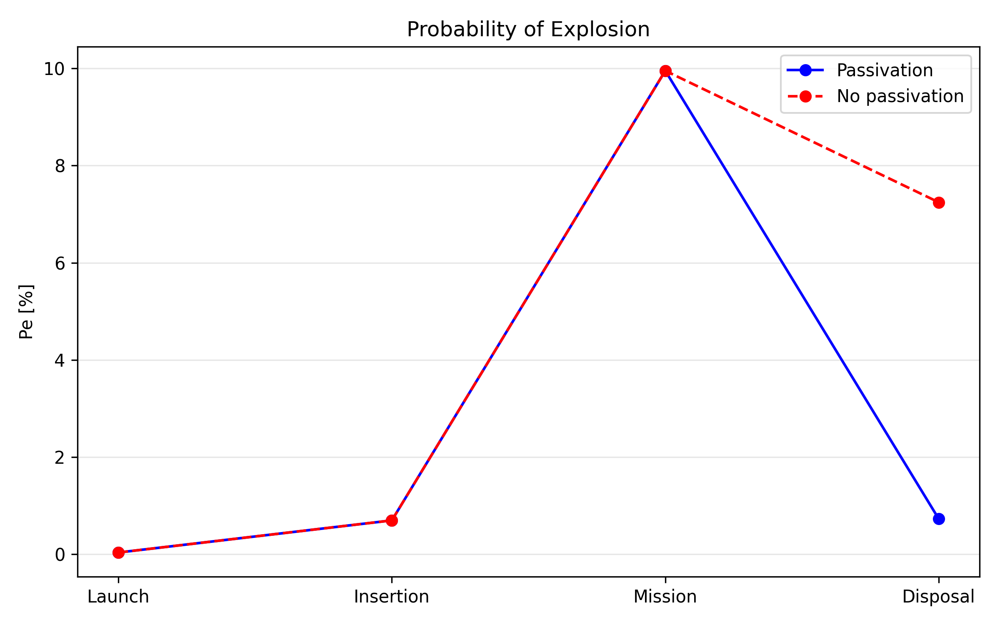 Probability of Explosion
Passivation
No passivation
Pe [%]
10
8
6
4
2
0
Launch
Insertion
Mission
Disposal